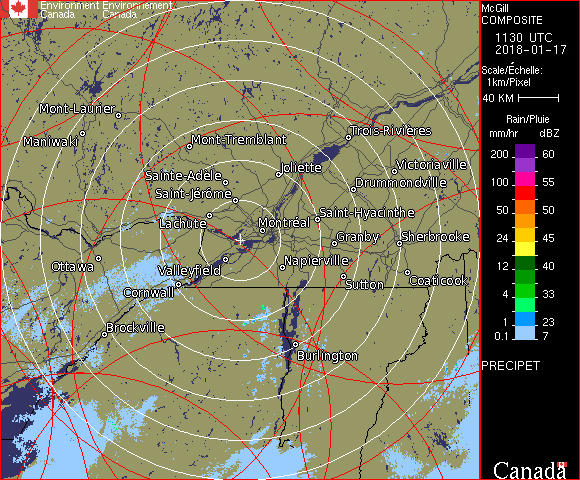 Environment Environnement
Canada Canada
McGill
COMPOSITE
1130 UTC
2018-01-17
Scale/Échelle:
1km/Pixel
40 KM
Rain/Pluie
mm/hr dBZ
200 60
100 55
50 50
24 45
12 40
4 33
1 23
0.1 7
PRECIPET
Canada
Mont-Laurier
Maniwaki
Mont-Tremblant
Trois-Rivières
Sainte-Adèle
Joliette
Victoriaville
Saint-Jérôme
Drummondville
Lachute
Montréal
Saint-Hyacinthe
Granby
Sherbrooke
Ottawa
Valleyfield
Napierville
Cornwall
Sutton
Coaticook
Brockville
Burlington